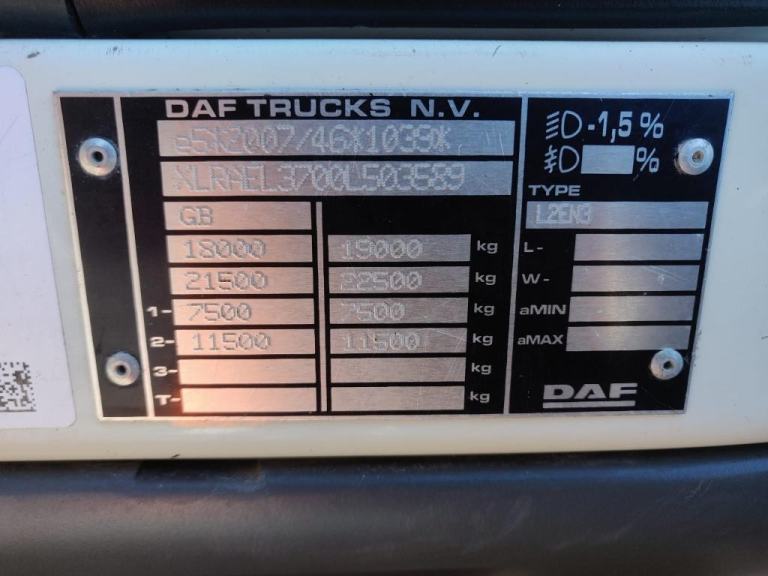 DAF TRUCKS N.V.
e5*2007/46*1039*
XLRAEL3700L503589
GB
18000 19000 kg
21500 22500 kg
1- 7500 7500 kg
2- 11500 11500 kg
3- kg
T- kg
-1,5 %
%
TYPE
L2EN3
L-
W-
aMIN
aMAX
DAF